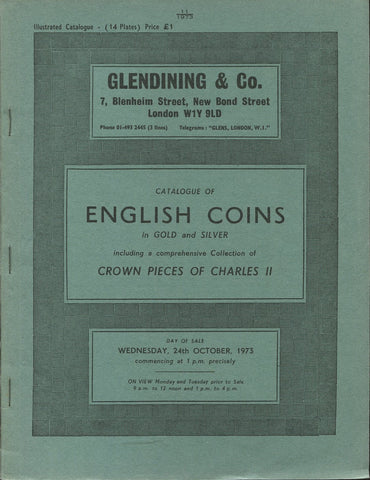 11
1973
Illustrated Catalogue - (14 Plates) Price £1
GLENDINING & Co.
7, Blenheim Street, New Bond Street
London W1Y 9LD
Phone 01-493 2445 (3 lines) Telegrams: "GLENS, LONDON, W.1."
CATALOGUE OF
ENGLISH COINS
in GOLD and SILVER
including a comprehensive Collection of
CROWN PIECES OF CHARLES II
DAY OF SALE
WEDNESDAY, 24th OCTOBER, 1973
commencing at 1 p.m. precisely
ON VIEW Monday and Tuesday prior to Sale
9 a.m. to 12 noon and 1 p.m. to 4 p.m.